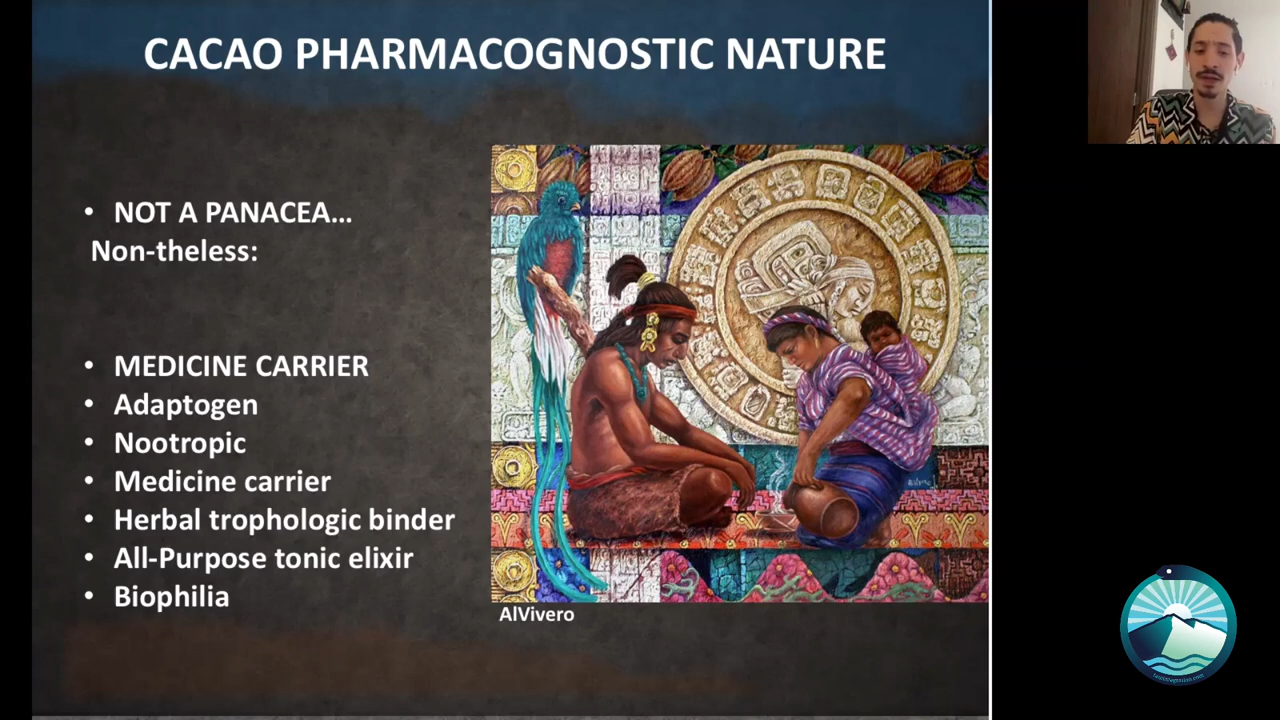 CACAO PHARMACOGNOSTIC NATURE
• NOT A PANACEA...
Non-theless:
• MEDICINE CARRIER
• Adaptogen
• Nootropic
• Medicine carrier
• Herbal trophologic binder
• All-Purpose tonic elixir
• Biophilia
AlVivero